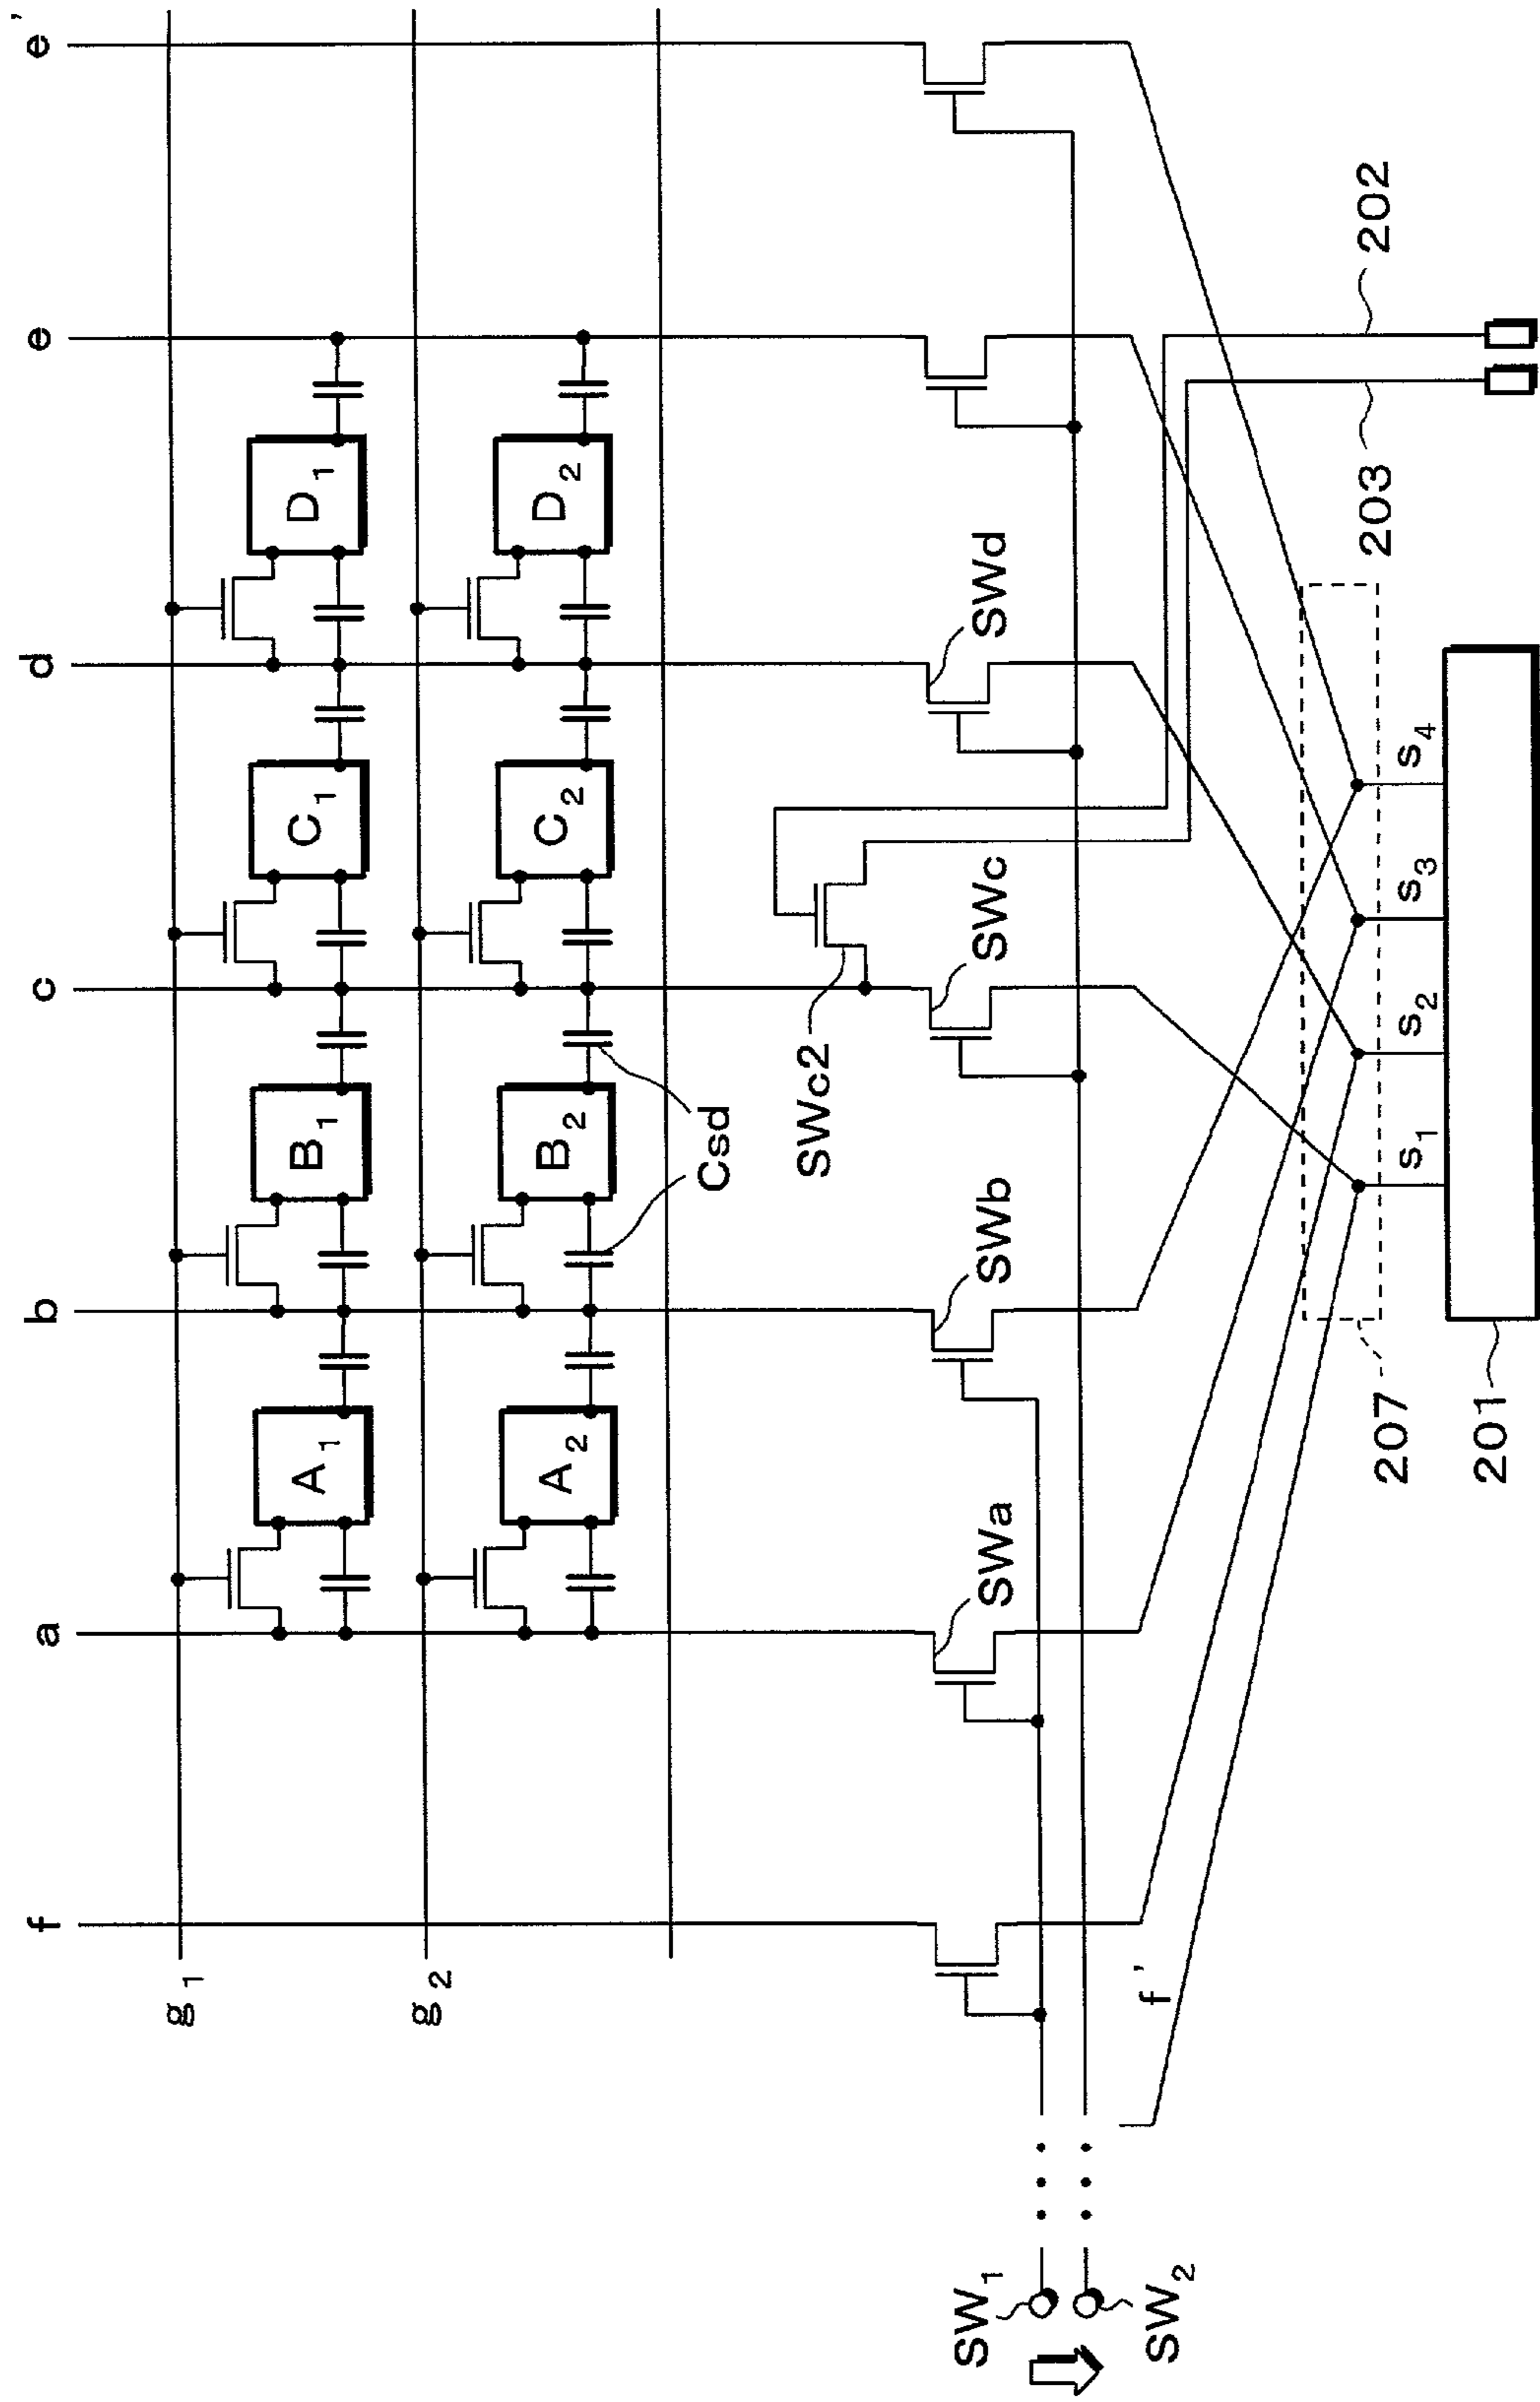 f a b c d e e'
g1
A1 B1 C1 D1
g2
A2 B2 C2 D2
Csd
SWc2
SWa SWb SWc SWd
SW1
SW2
f'
202
203
207
s1 s2 s3 s4
201